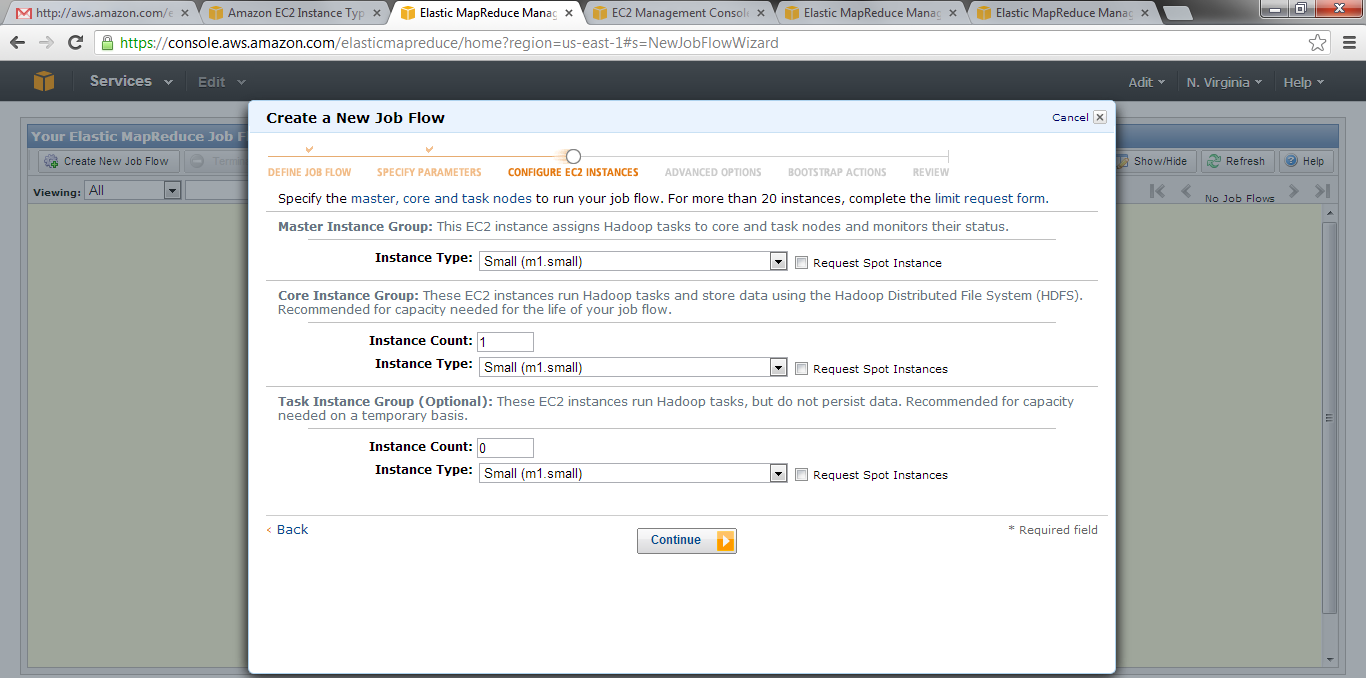 http://aws.amazon.com/e
Amazon EC2 Instance Typ
Elastic MapReduce Manag
EC2 Management Console
Elastic MapReduce Manag
Elastic MapReduce Manag
https://console.aws.amazon.com/elasticmapreduce/home?region=us-east-1#s=NewJobFlowWizard
Services Edit Adit N. Virginia Help
Your Elastic MapReduce Job F
Create New Job Flow Termin Show/Hide Refresh Help
Viewing: All No Job Flows
Create a New Job Flow Cancel
DEFINE JOB FLOW SPECIFY PARAMETERS CONFIGURE EC2 INSTANCES ADVANCED OPTIONS BOOTSTRAP ACTIONS REVIEW
Specify the master, core and task nodes to run your job flow. For more than 20 instances, complete the limit request form.
Master Instance Group: This EC2 instance assigns Hadoop tasks to core and task nodes and monitors their status.
Instance Type: Small (m1.small) Request Spot Instance
Core Instance Group: These EC2 instances run Hadoop tasks and store data using the Hadoop Distributed File System (HDFS).
Recommended for capacity needed for the life of your job flow.
Instance Count: 1
Instance Type: Small (m1.small) Request Spot Instances
Task Instance Group (Optional): These EC2 instances run Hadoop tasks, but do not persist data. Recommended for capacity
needed on a temporary basis.
Instance Count: 0
Instance Type: Small (m1.small) Request Spot Instances
‹ Back Continue * Required field